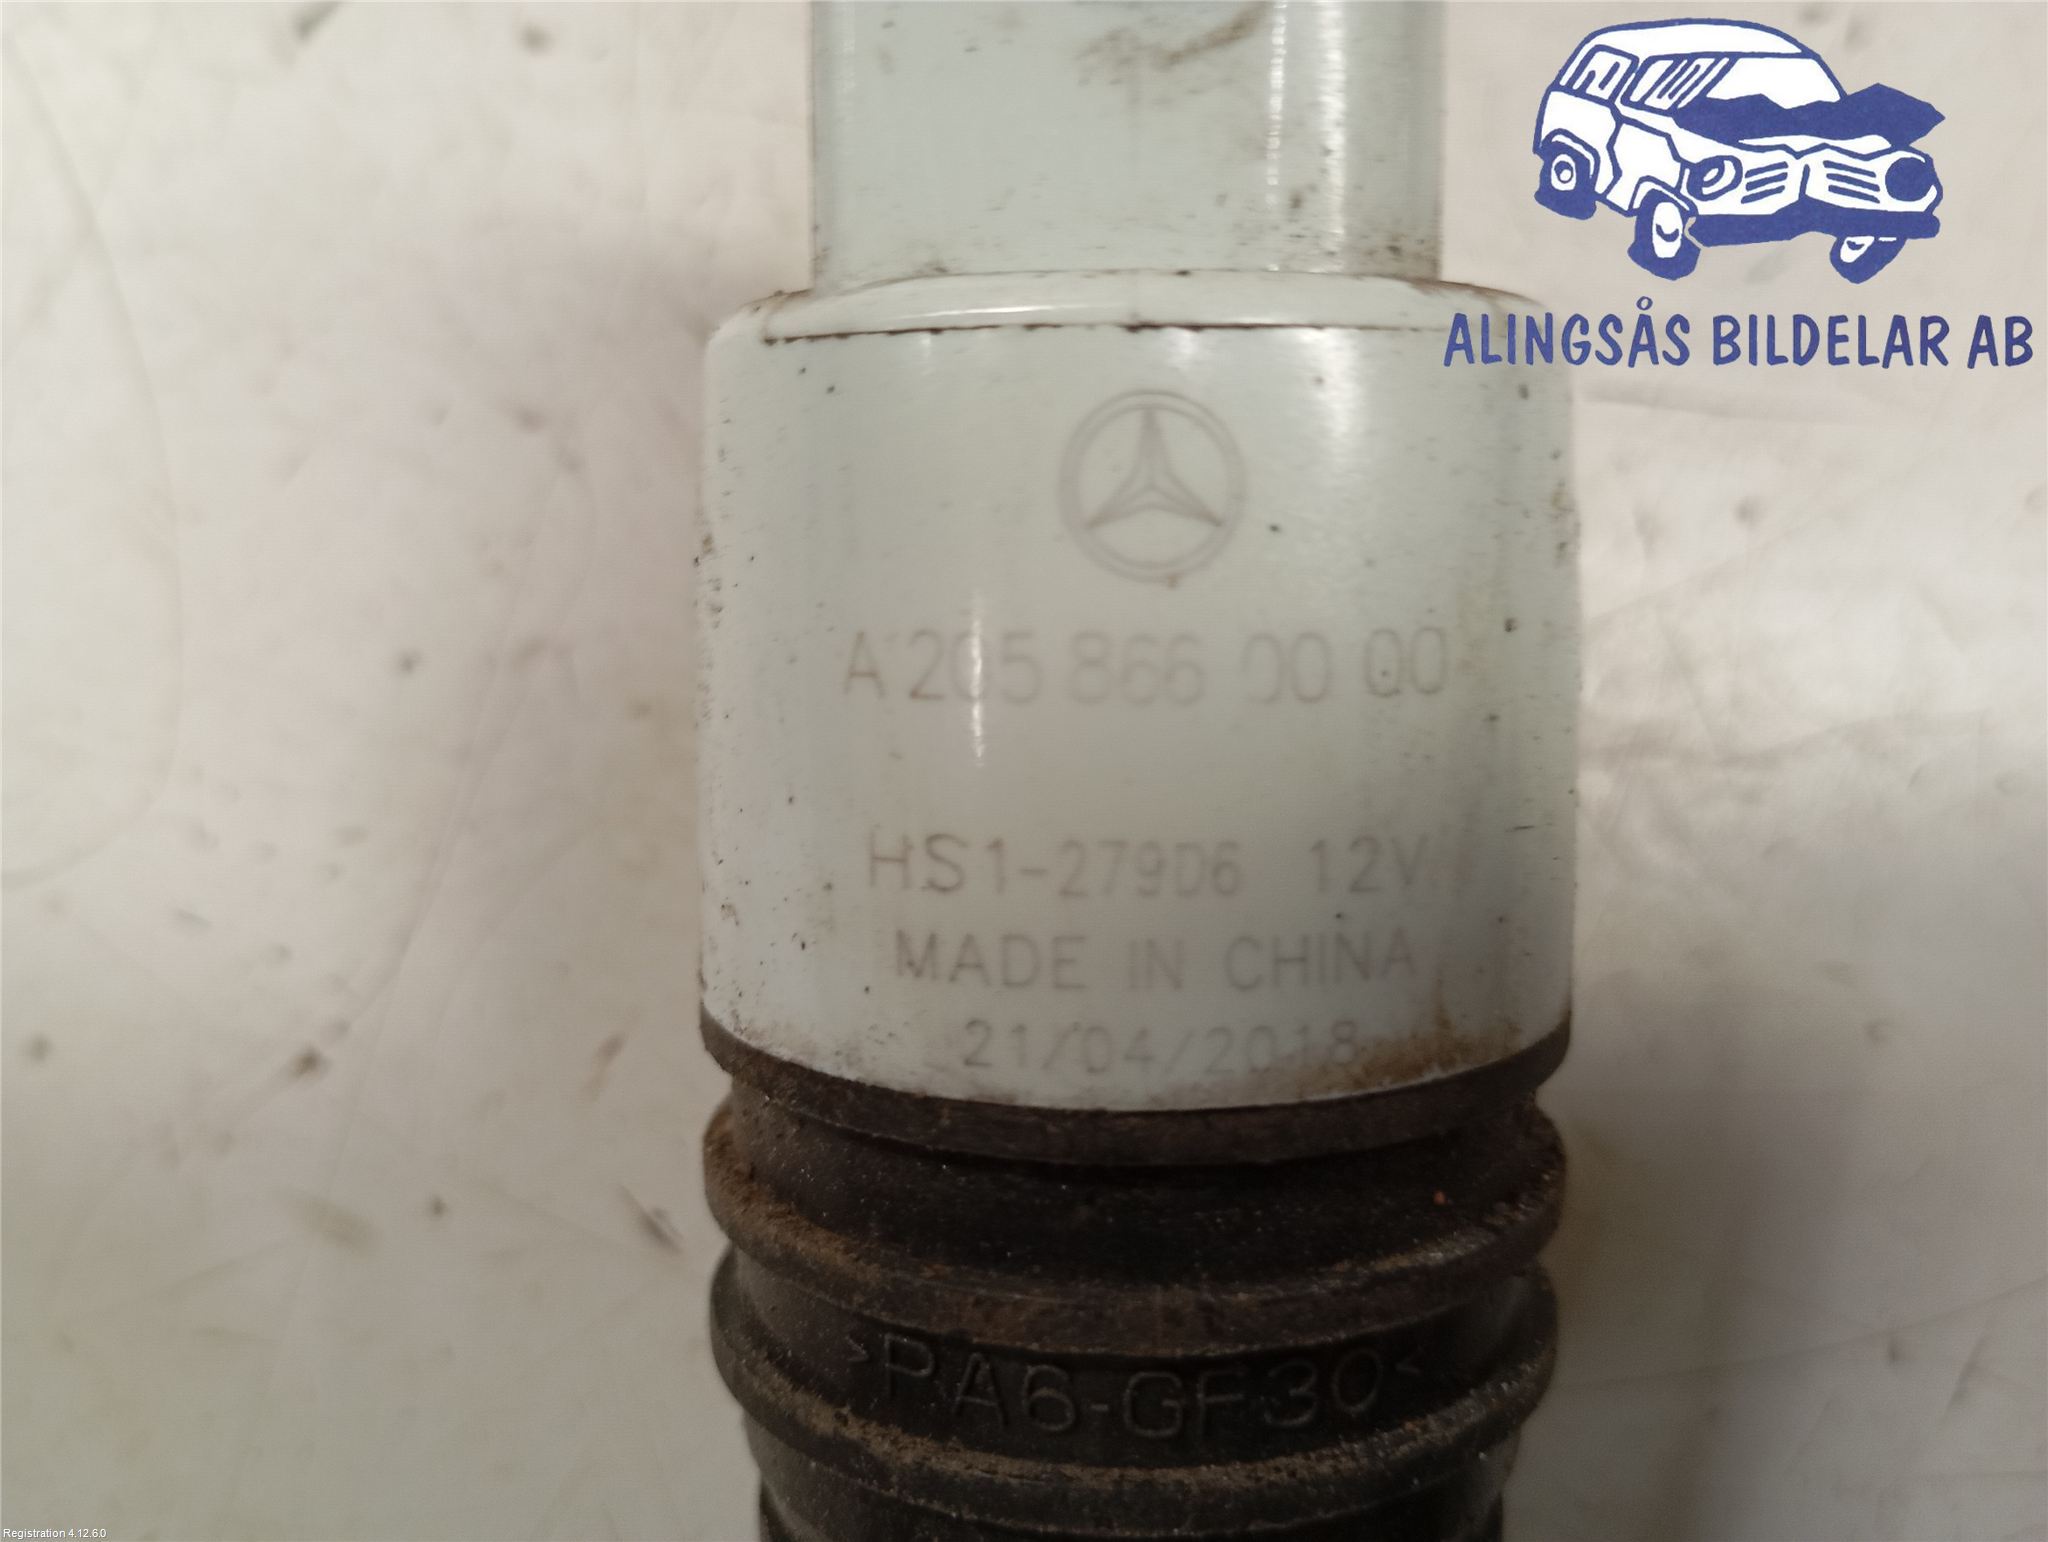 ALINGSÅS BILDELAR AB
A 205 866 00 00
HS1-27906 12V
MADE IN CHINA
21/04/2018
>PA6-GF30<
Registration 4.12.6.0